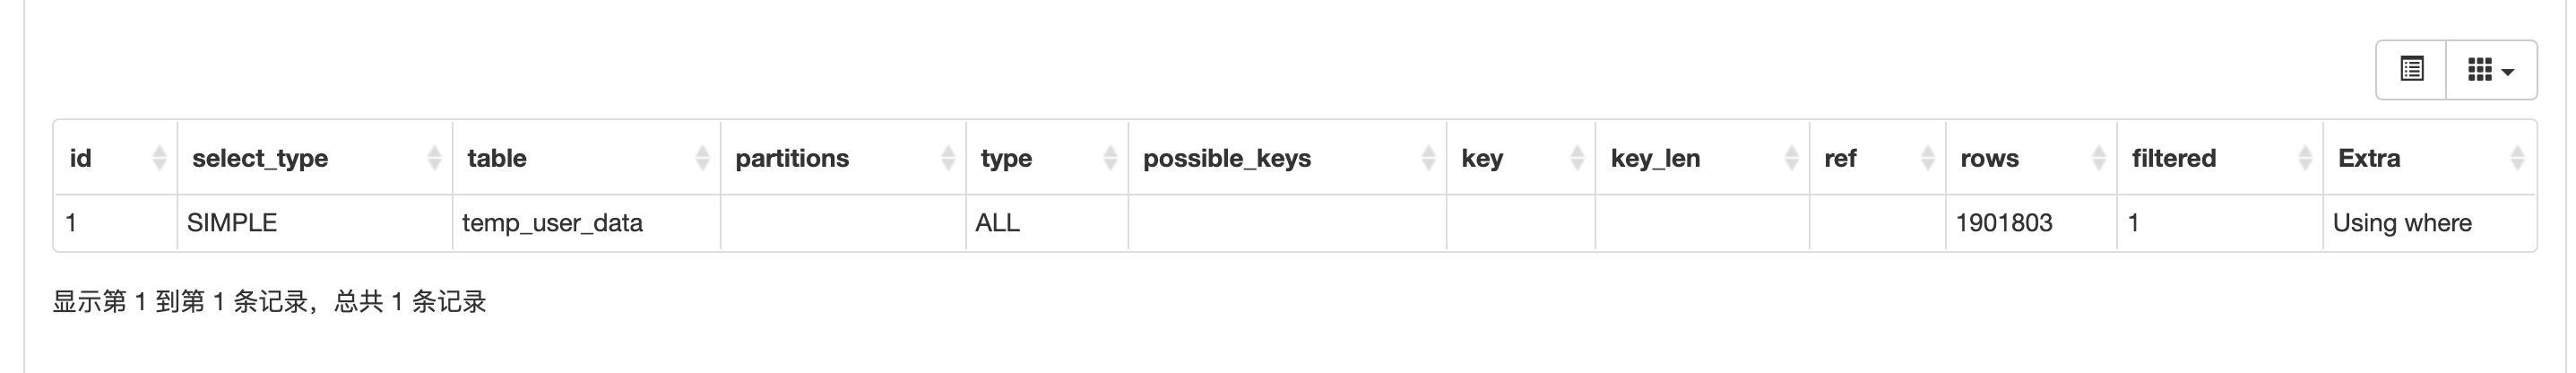 id select_type table partitions type possible_keys key key_len ref rows filtered Extra
1 SIMPLE temp_user_data ALL 1901803 1 Using where
显示第 1 到第 1 条记录，总共 1 条记录